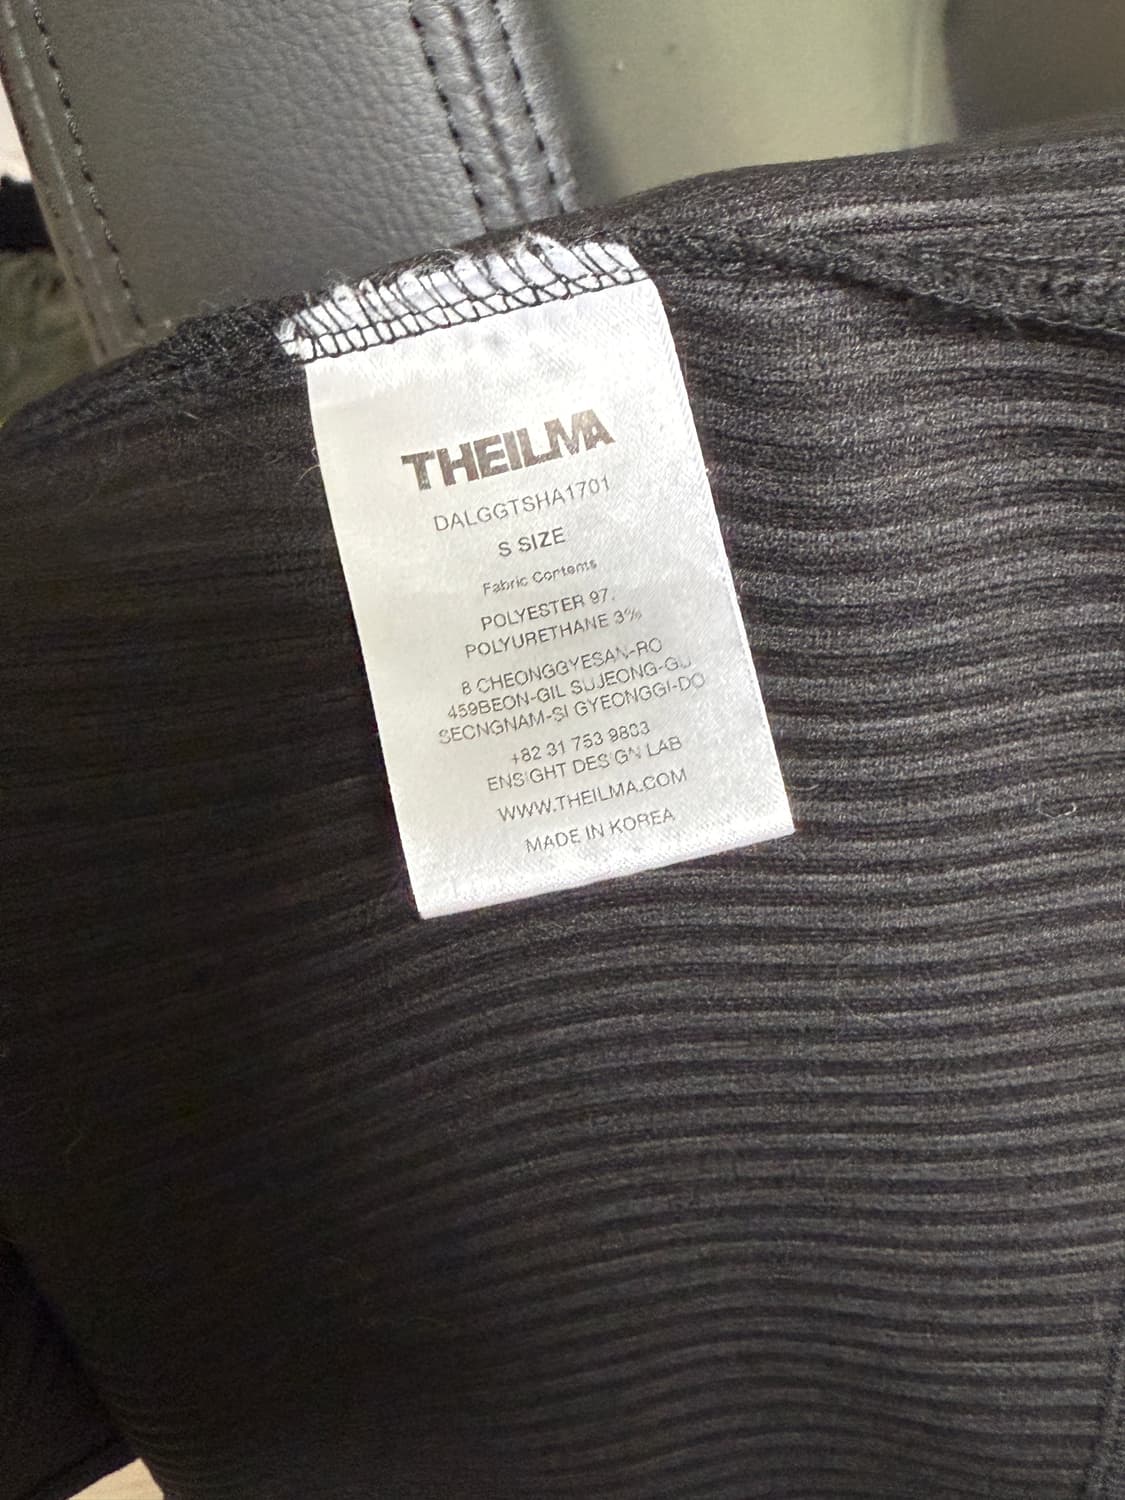 THEILMA
DALGGTSHA1701
S SIZE
Fabric Contents
POLYESTER 97.
POLYURETHANE 3%
8 CHEONGGYESAN-RO
459BEON-GIL SUJEONG-GU
SEONGNAM-SI GYEONGGI-DO
+82 31 753 9803
ENSIGHT DESIGN LAB
WWW.THEILMA.COM
MADE IN KOREA